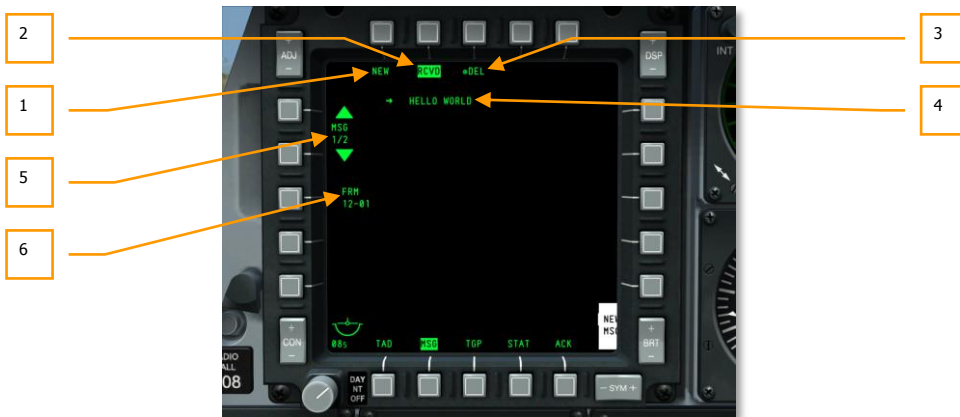 2
3
1
4
5
6
+
ADJ
-
+
DSP
-
INT
NEW RCVD DEL
HELLO WORLD
MSG
1/2
FRM
12-01
NEW
MSG
08s TAD MSG TGP STAT ACK
+
CON
-
+
BRT
-
08
DAY
NT
OFF
- SYM +